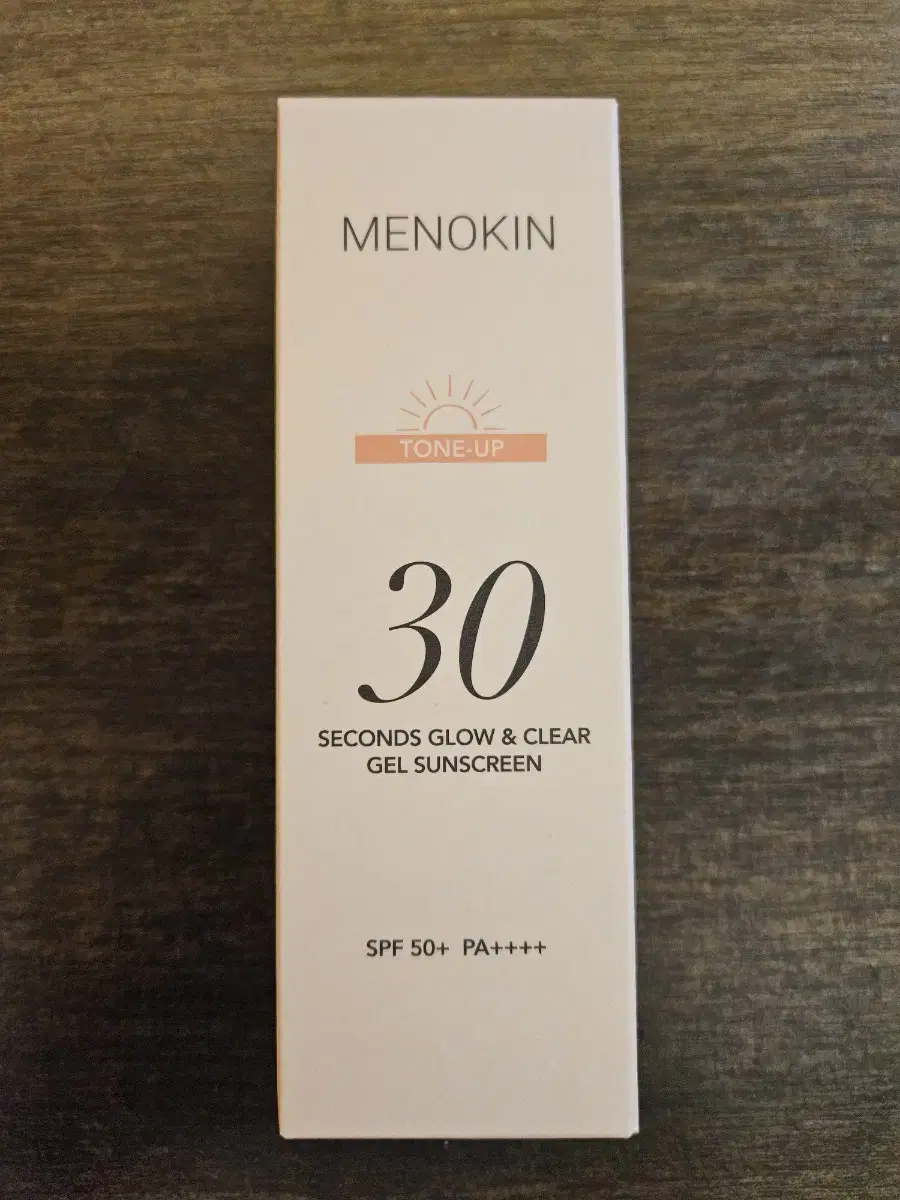 MENOKIN
TONE-UP
30
SECONDS GLOW & CLEAR
GEL SUNSCREEN
SPF 50+ PA++++